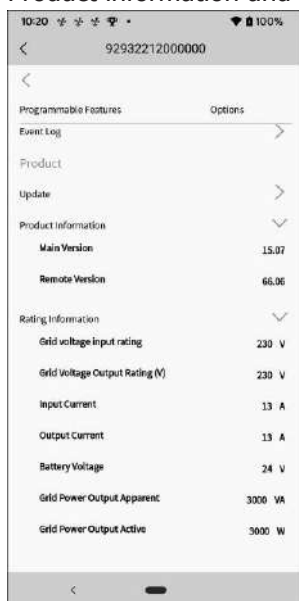 Product Information and
10:20 100%
92932212000000
Programmable Features Options
Event Log
Product
Update
Product Information
Main Version 15.07
Remote Version 66.06
Rating Information
Grid voltage input rating 230 V
Grid Voltage Output Rating (V) 230 V
Input Current 13 A
Output Current 13 A
Battery Voltage 24 V
Grid Power Output Apparent 3000 VA
Grid Power Output Active 3000 W